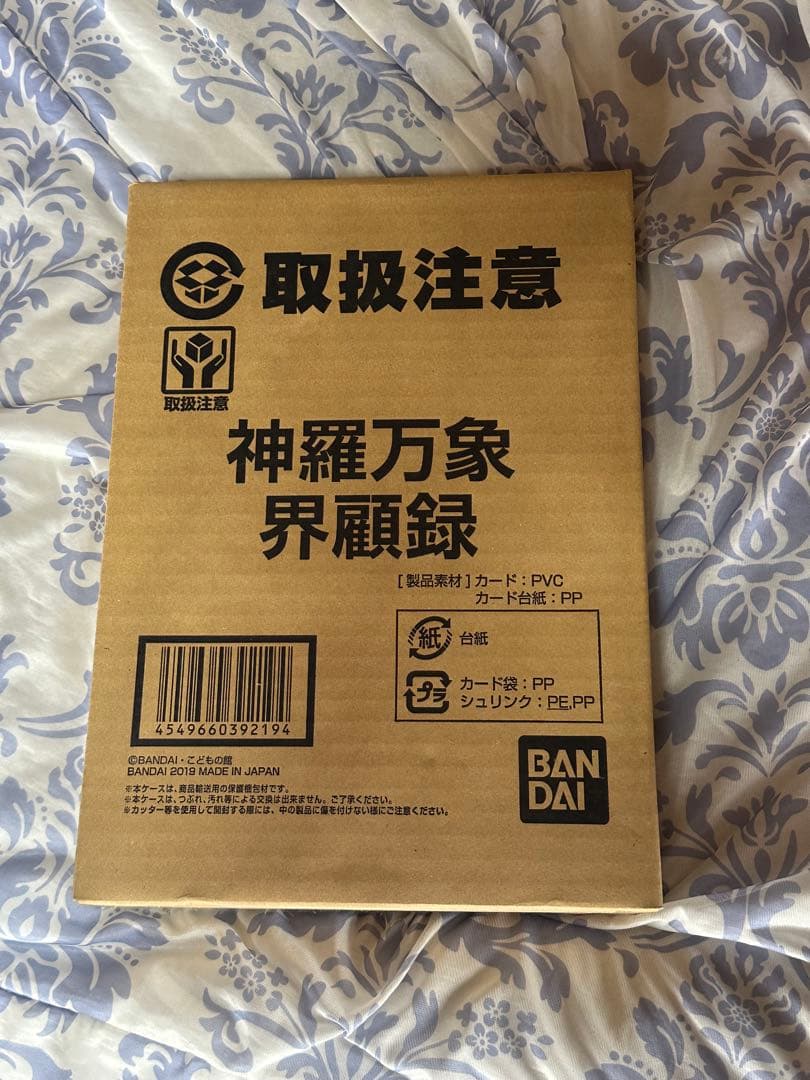 取扱注意
取扱注意
神羅万象
界顧録
[製品素材]カード：PVC
カード台紙：PP
紙 台紙
プラ カード袋：PP
シュリンク：PE,PP
4549660392194
©BANDAI・こどもの館
BANDAI 2019 MADE IN JAPAN
※本ケースは、商品輸送用の保護梱包材です。
※本ケースは、つぶれ、汚れ等による交換は出来ません。ご了承ください。
※カッター等を使用して開封する際には、中の製品に傷を付けない様にご注意ください。
BAN
DAI